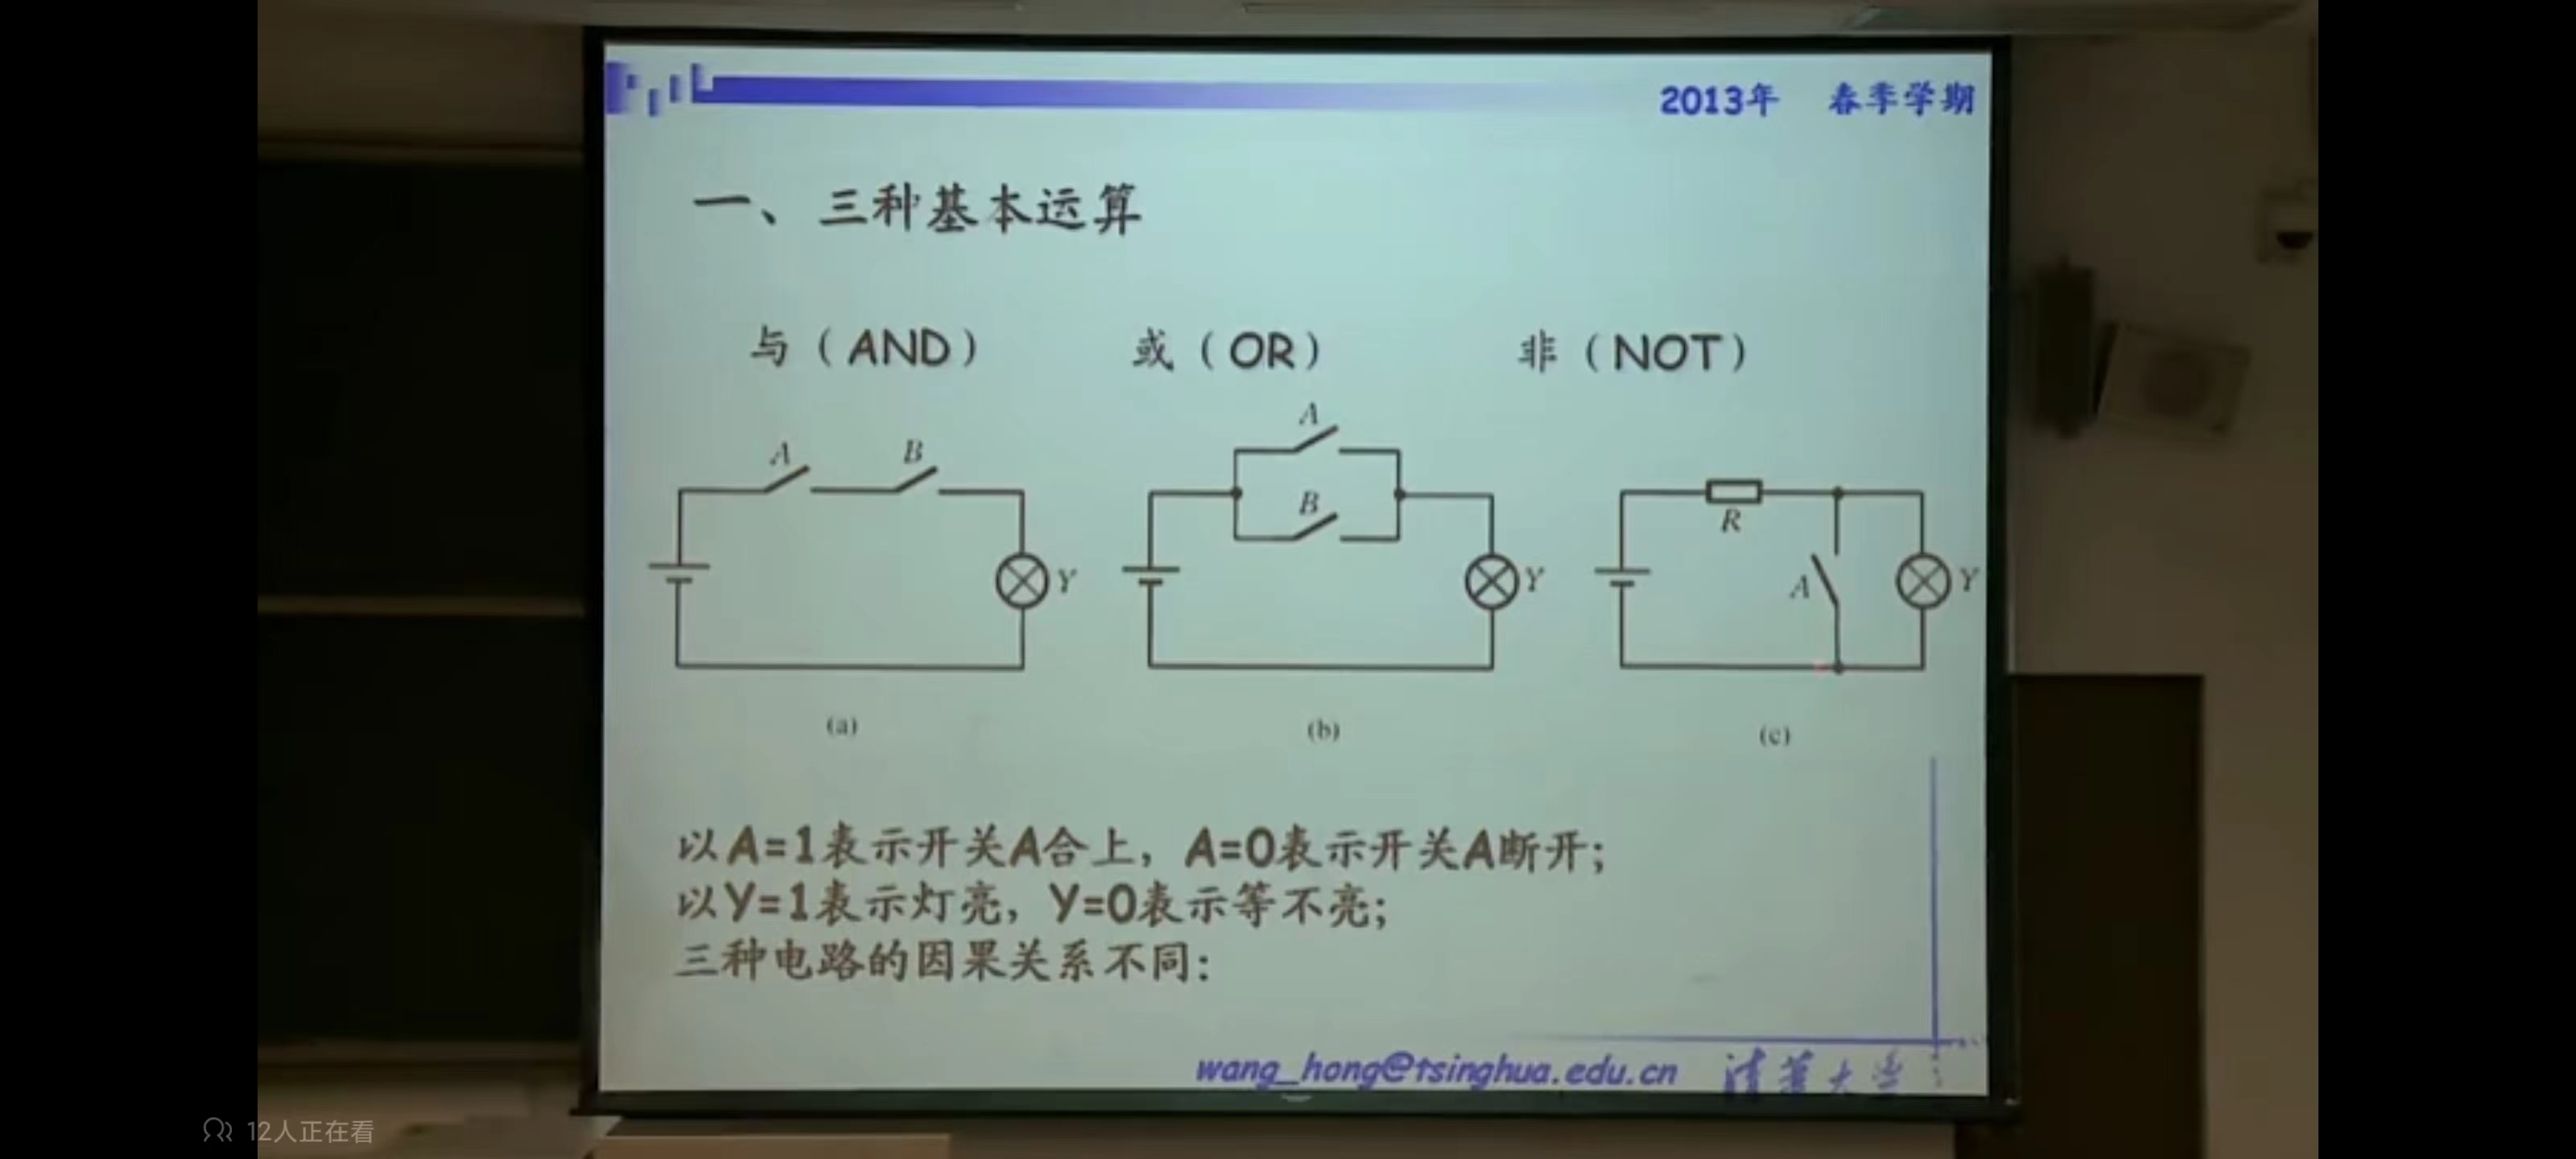 2013年 春季学期
一、三种基本运算
与（AND） 或（OR） 非（NOT）
A
A B
B
R
Y Y A Y
(a) (b) (c)
以A=1表示开关A合上，A=0表示开关A断开；
以Y=1表示灯亮，Y=0表示等不亮；
三种电路的因果关系不同：
wang_hong@tsinghua.edu.cn 清华大学
12人正在看